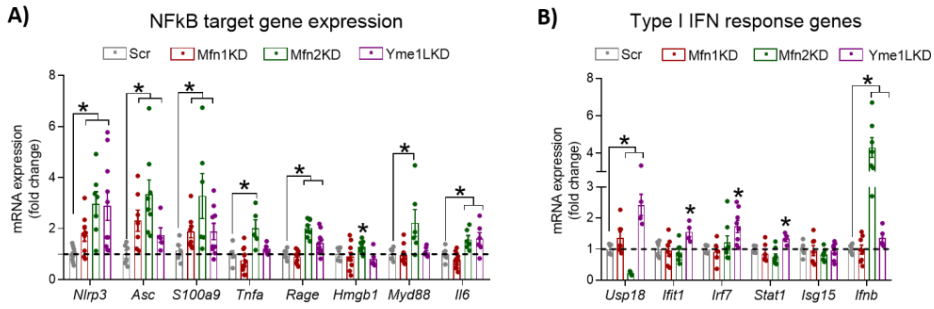 A)
NFkB target gene expression
Scr Mfn1KD Mfn2KD Yme1LKD
mRNA expression
(fold change)
8
6
4
2
0
* * * * * * * *
Nlrp3 Asc S100a9 Tnfa Rage Hmgb1 Myd88 Il6
B)
Type I IFN response genes
Scr Mfn1KD Mfn2KD Yme1LKD
mRNA expression
(fold change)
8
6
4
3
2
1
0
* * * * *
Usp18 Ifit1 Irf7 Stat1 Isg15 Ifnb